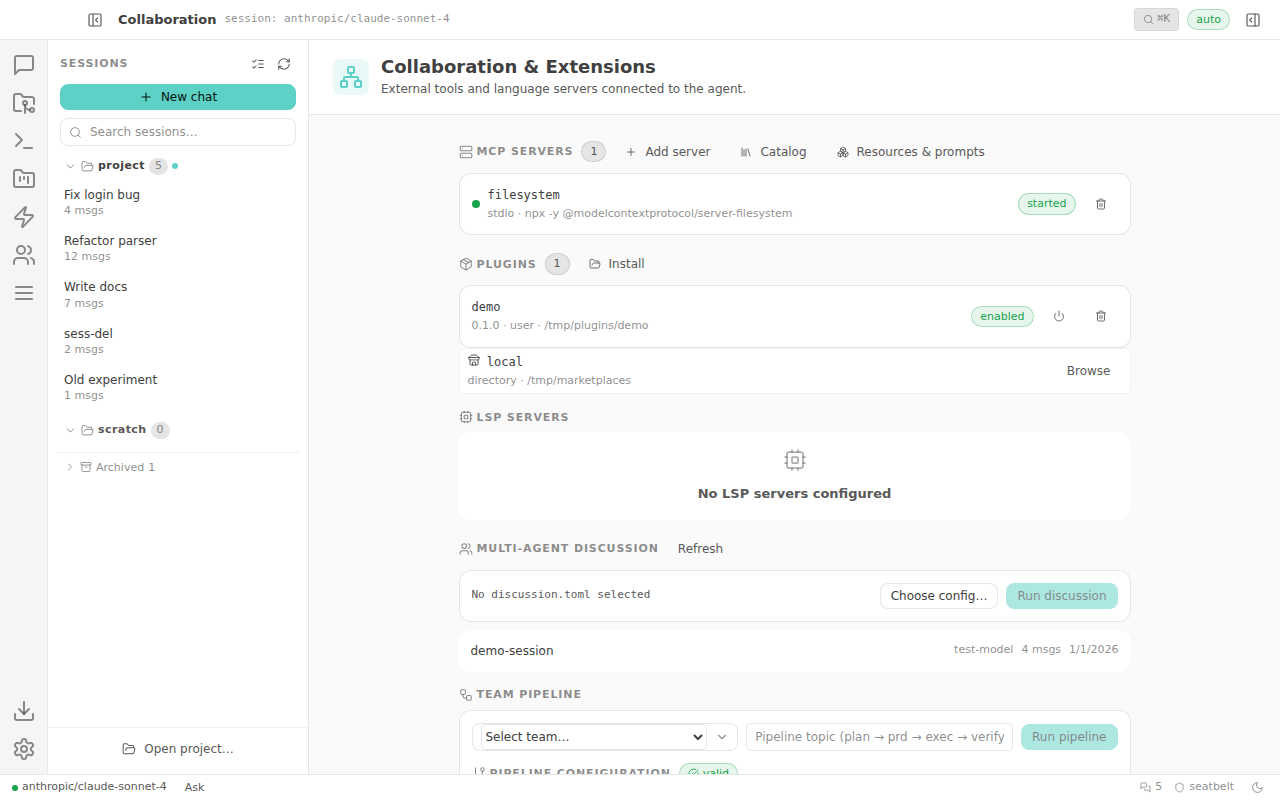 Collaboration session: anthropic/claude-sonnet-4
⌘K
auto
SESSIONS
+ New chat
Search sessions…
project 5
Fix login bug
4 msgs
Refactor parser
12 msgs
Write docs
7 msgs
sess-del
2 msgs
Old experiment
1 msgs
scratch 0
Archived 1
Open project…
Collaboration & Extensions
External tools and language servers connected to the agent.
MCP SERVERS 1 + Add server Catalog Resources & prompts
filesystem
stdio · npx -y @modelcontextprotocol/server-filesystem
started
PLUGINS 1 Install
demo
0.1.0 · user · /tmp/plugins/demo
enabled
local
directory · /tmp/marketplaces
Browse
LSP SERVERS
No LSP servers configured
MULTI-AGENT DISCUSSION Refresh
No discussion.toml selected Choose config… Run discussion
demo-session test-model 4 msgs 1/1/2026
TEAM PIPELINE
Select team… Pipeline topic (plan → prd → exec → verify Run pipeline
PIPELINE CONFIGURATION valid
anthropic/claude-sonnet-4 Ask 5 seatbelt